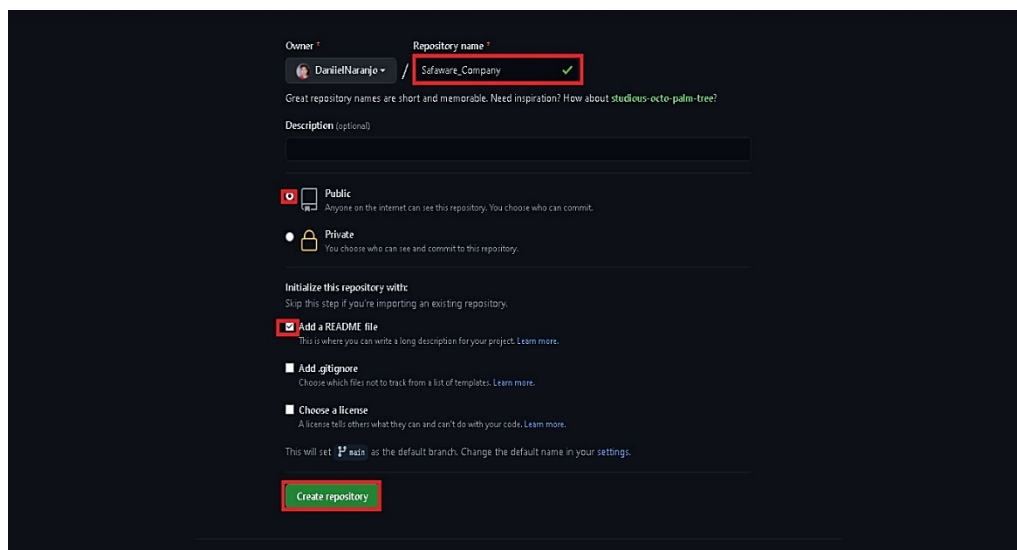 Owner * Repository name *
DaniielNaranjo / Safaware_Company
Great repository names are short and memorable. Need inspiration? How about studious-octo-palm-tree?
Description (optional)
Public
Anyone on the internet can see this repository. You choose who can commit.
Private
You choose who can see and commit to this repository.
Initialize this repository with:
Skip this step if you're importing an existing repository.
Add a README file
This is where you can write a long description for your project. Learn more.
Add .gitignore
Choose which files not to track from a list of templates. Learn more.
Choose a license
A license tells others what they can and can't do with your code. Learn more.
This will set main as the default branch. Change the default name in your settings.
Create repository